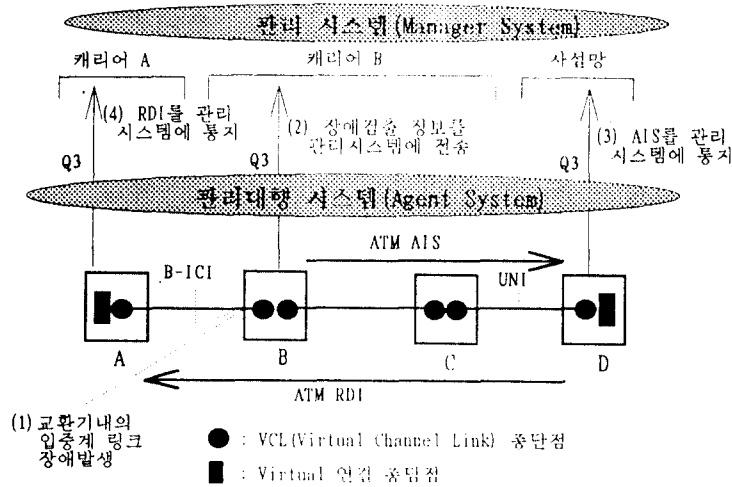 관리 시스템(Manager System)
캐리어 A
캐리어 B
사설망
(4) RDI를 관리
시스템에 통지
(2) 장애검출 정보를
관리시스템에 전송
(3) AIS를 관리
시스템에 통지
Q3
Q3
Q3
관리대행 시스템(Agent System)
ATM AIS
B-ICI
UNI
A
B
C
D
ATM RDI
(1) 교환기내의
입중계 링크
장애발생
: VCL(Virtual Channel Link) 종단점
: Virtual 연결 종단점